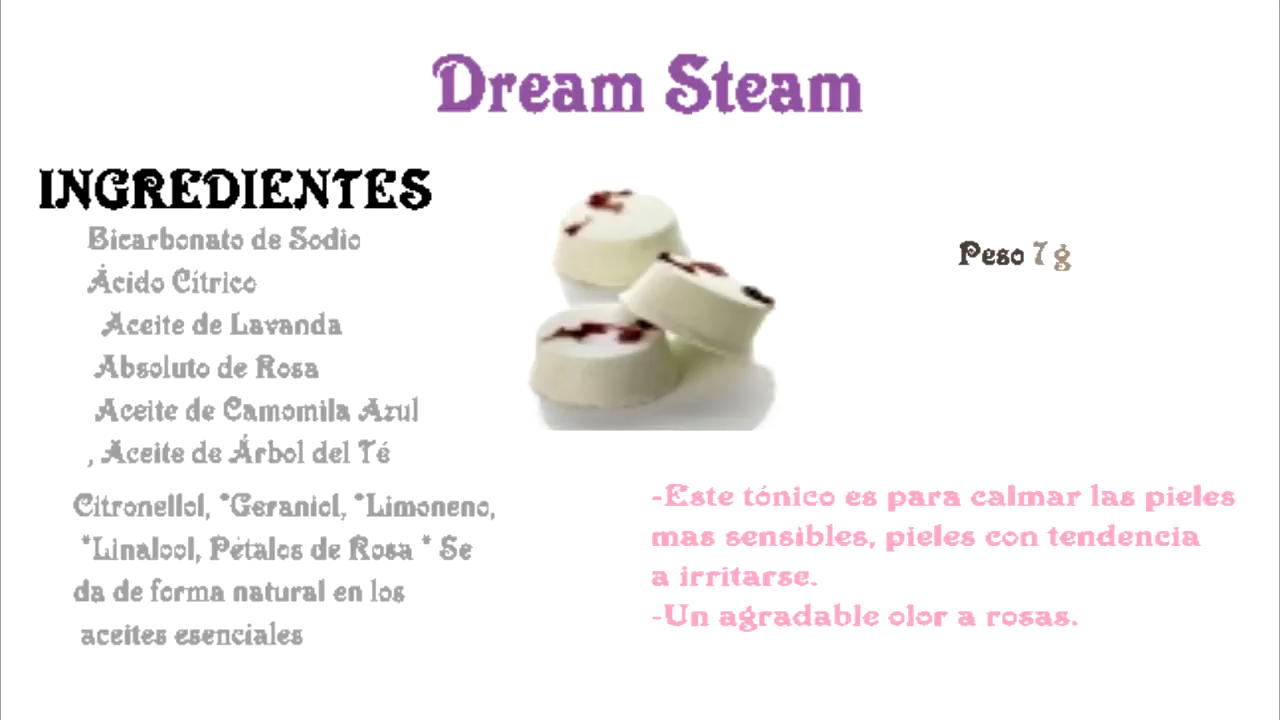 Dream Steam
INGREDIENTES
Bicarbonato de Sodio
Ácido Cítrico
Aceite de Lavanda
Absoluto de Rosa
Aceite de Camomila Azul
, Aceite de Árbol del Té
Citronellol, *Geraniol, *Limoneno,
*Linalool, Pétalos de Rosa * Se
da de forma natural en los
aceites esenciales
Peso 7 g
-Este tónico es para calmar las pieles
mas sensibles, pieles con tendencia
a irritarse.
-Un agradable olor a rosas.